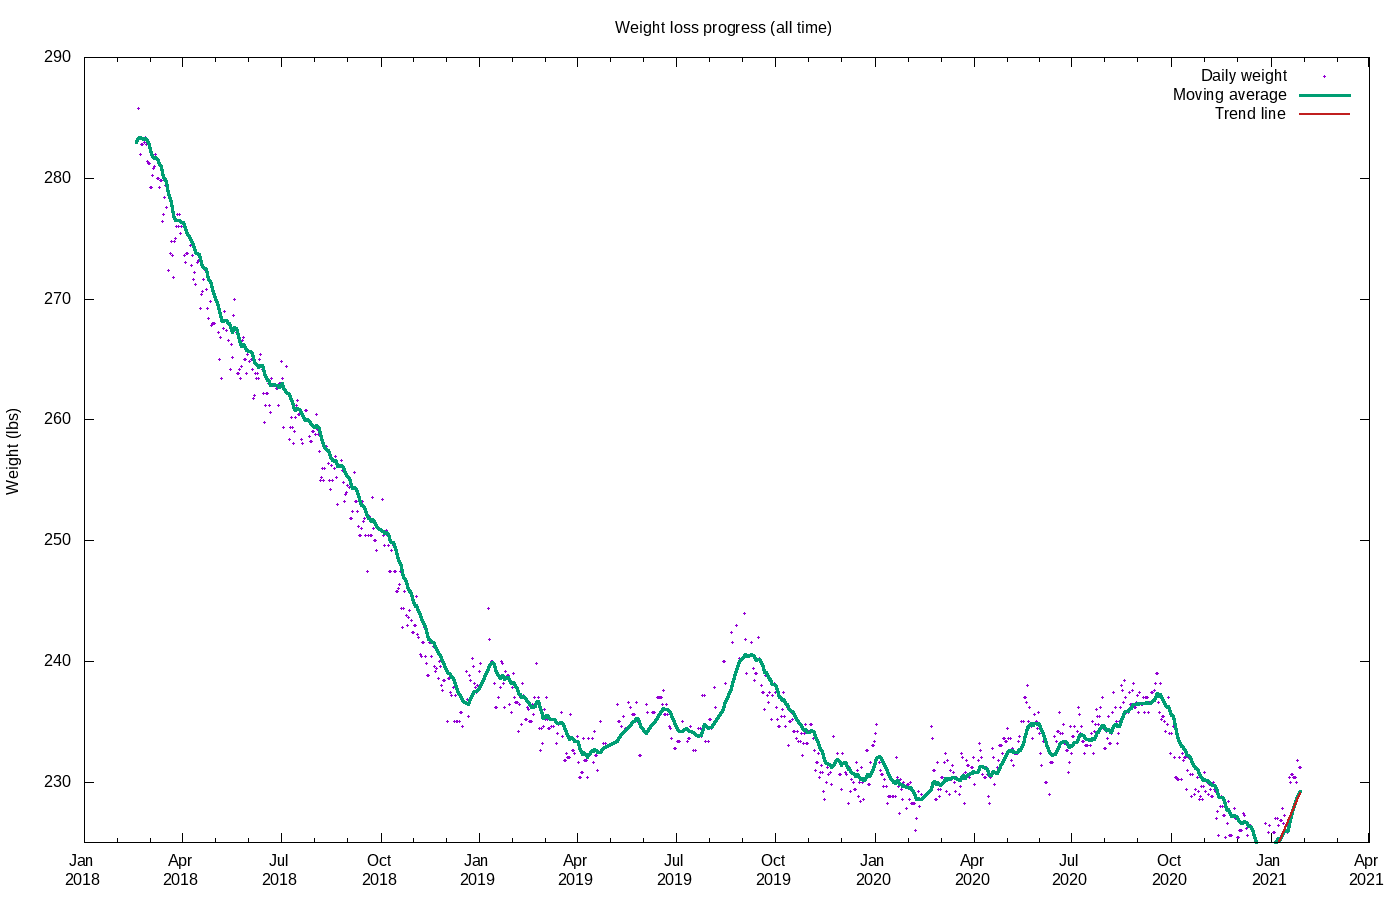 Weight loss progress (all time)
Daily weight
Moving average
Trend line
Weight (lbs)
290
280
270
260
250
240
230
Jan Apr Jul Oct Jan Apr Jul Oct Jan Apr Jul Oct Jan Apr
2018 2018 2018 2018 2019 2019 2019 2019 2020 2020 2020 2020 2021 2021